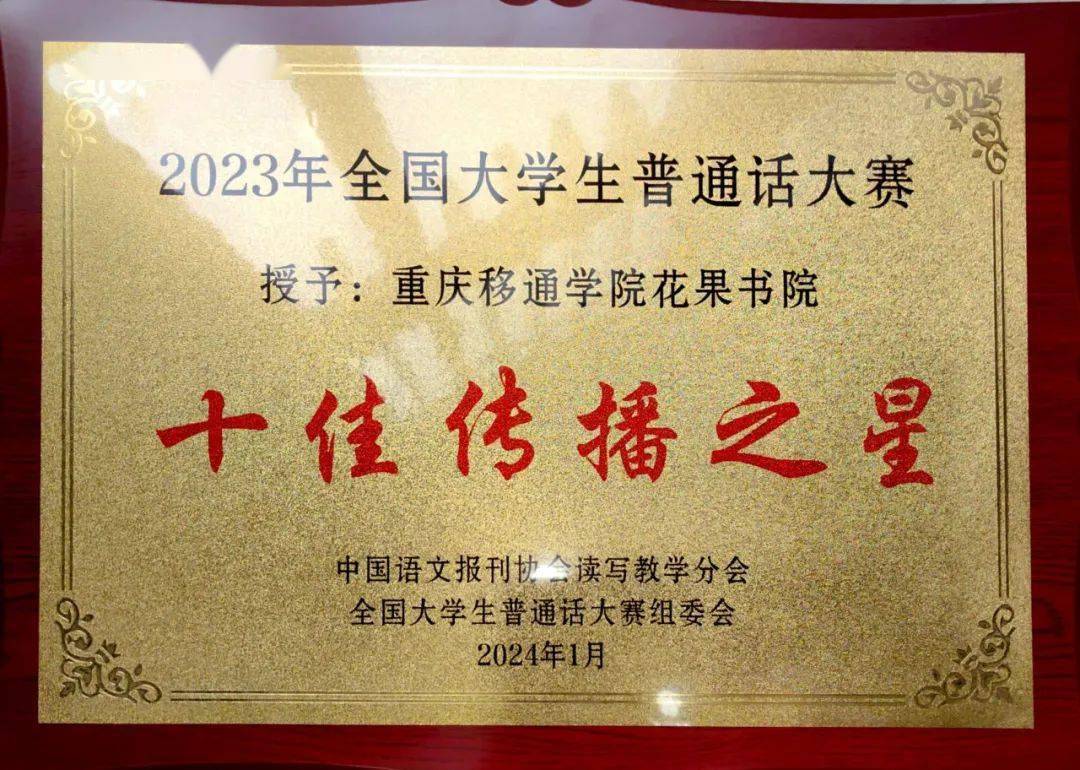 2023年全国大学生普通话大赛
授予：重庆移通学院花果书院
十佳传播之星
中国语文报刊协会读写教学分会
全国大学生普通话大赛组委会
2024年1月